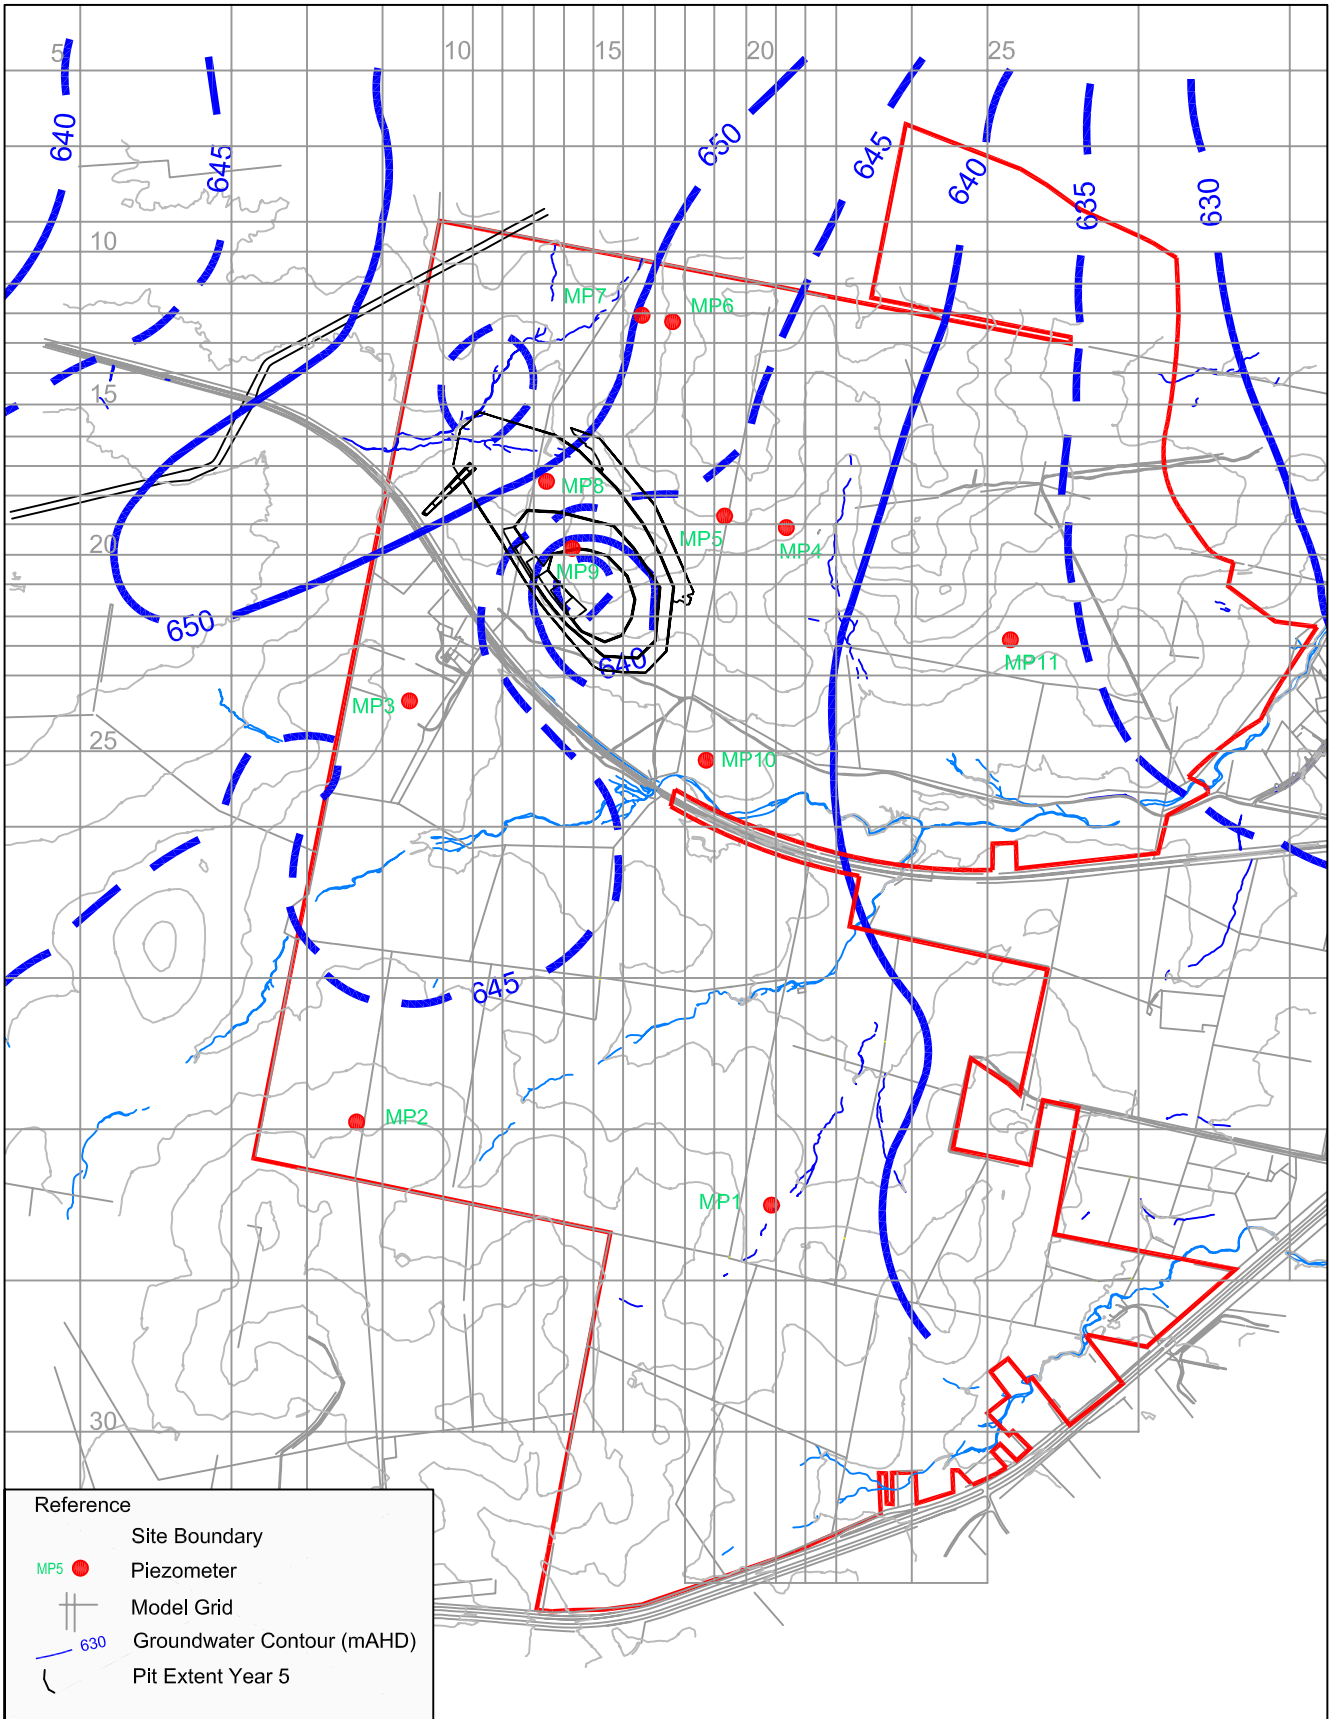 5 10 15 20 25
640 645 650 645 640 635 630
10
MP7 MP6
15
MP8
20 MP5 MP4
MP9
650
640 MP11
MP3
25 MP10
645
MP2
MP1
30
Reference
Site Boundary
MP5 Piezometer
Model Grid
630 Groundwater Contour (mAHD)
Pit Extent Year 5